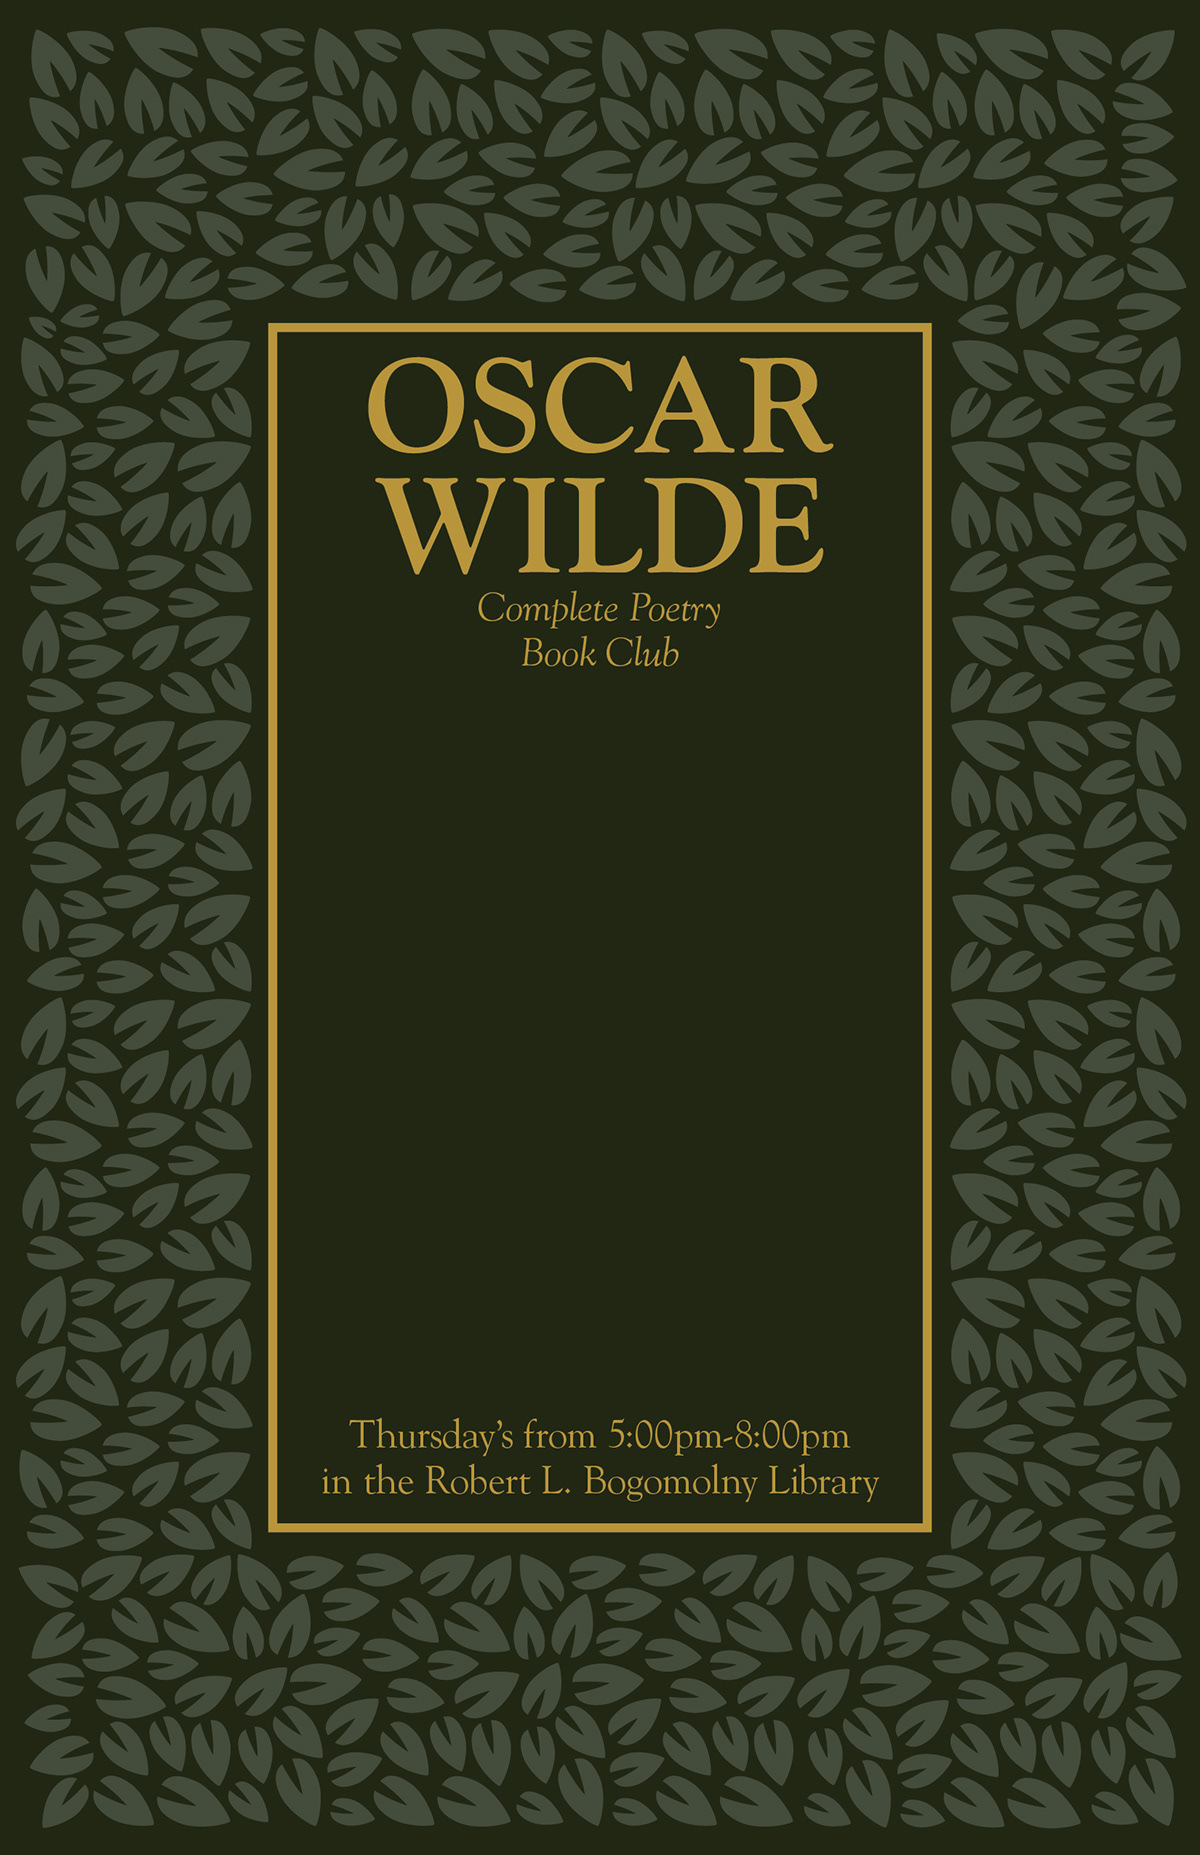 OSCAR
WILDE
Complete Poetry
Book Club
Thursday's from 5:00pm-8:00pm
in the Robert L. Bogomolny Library